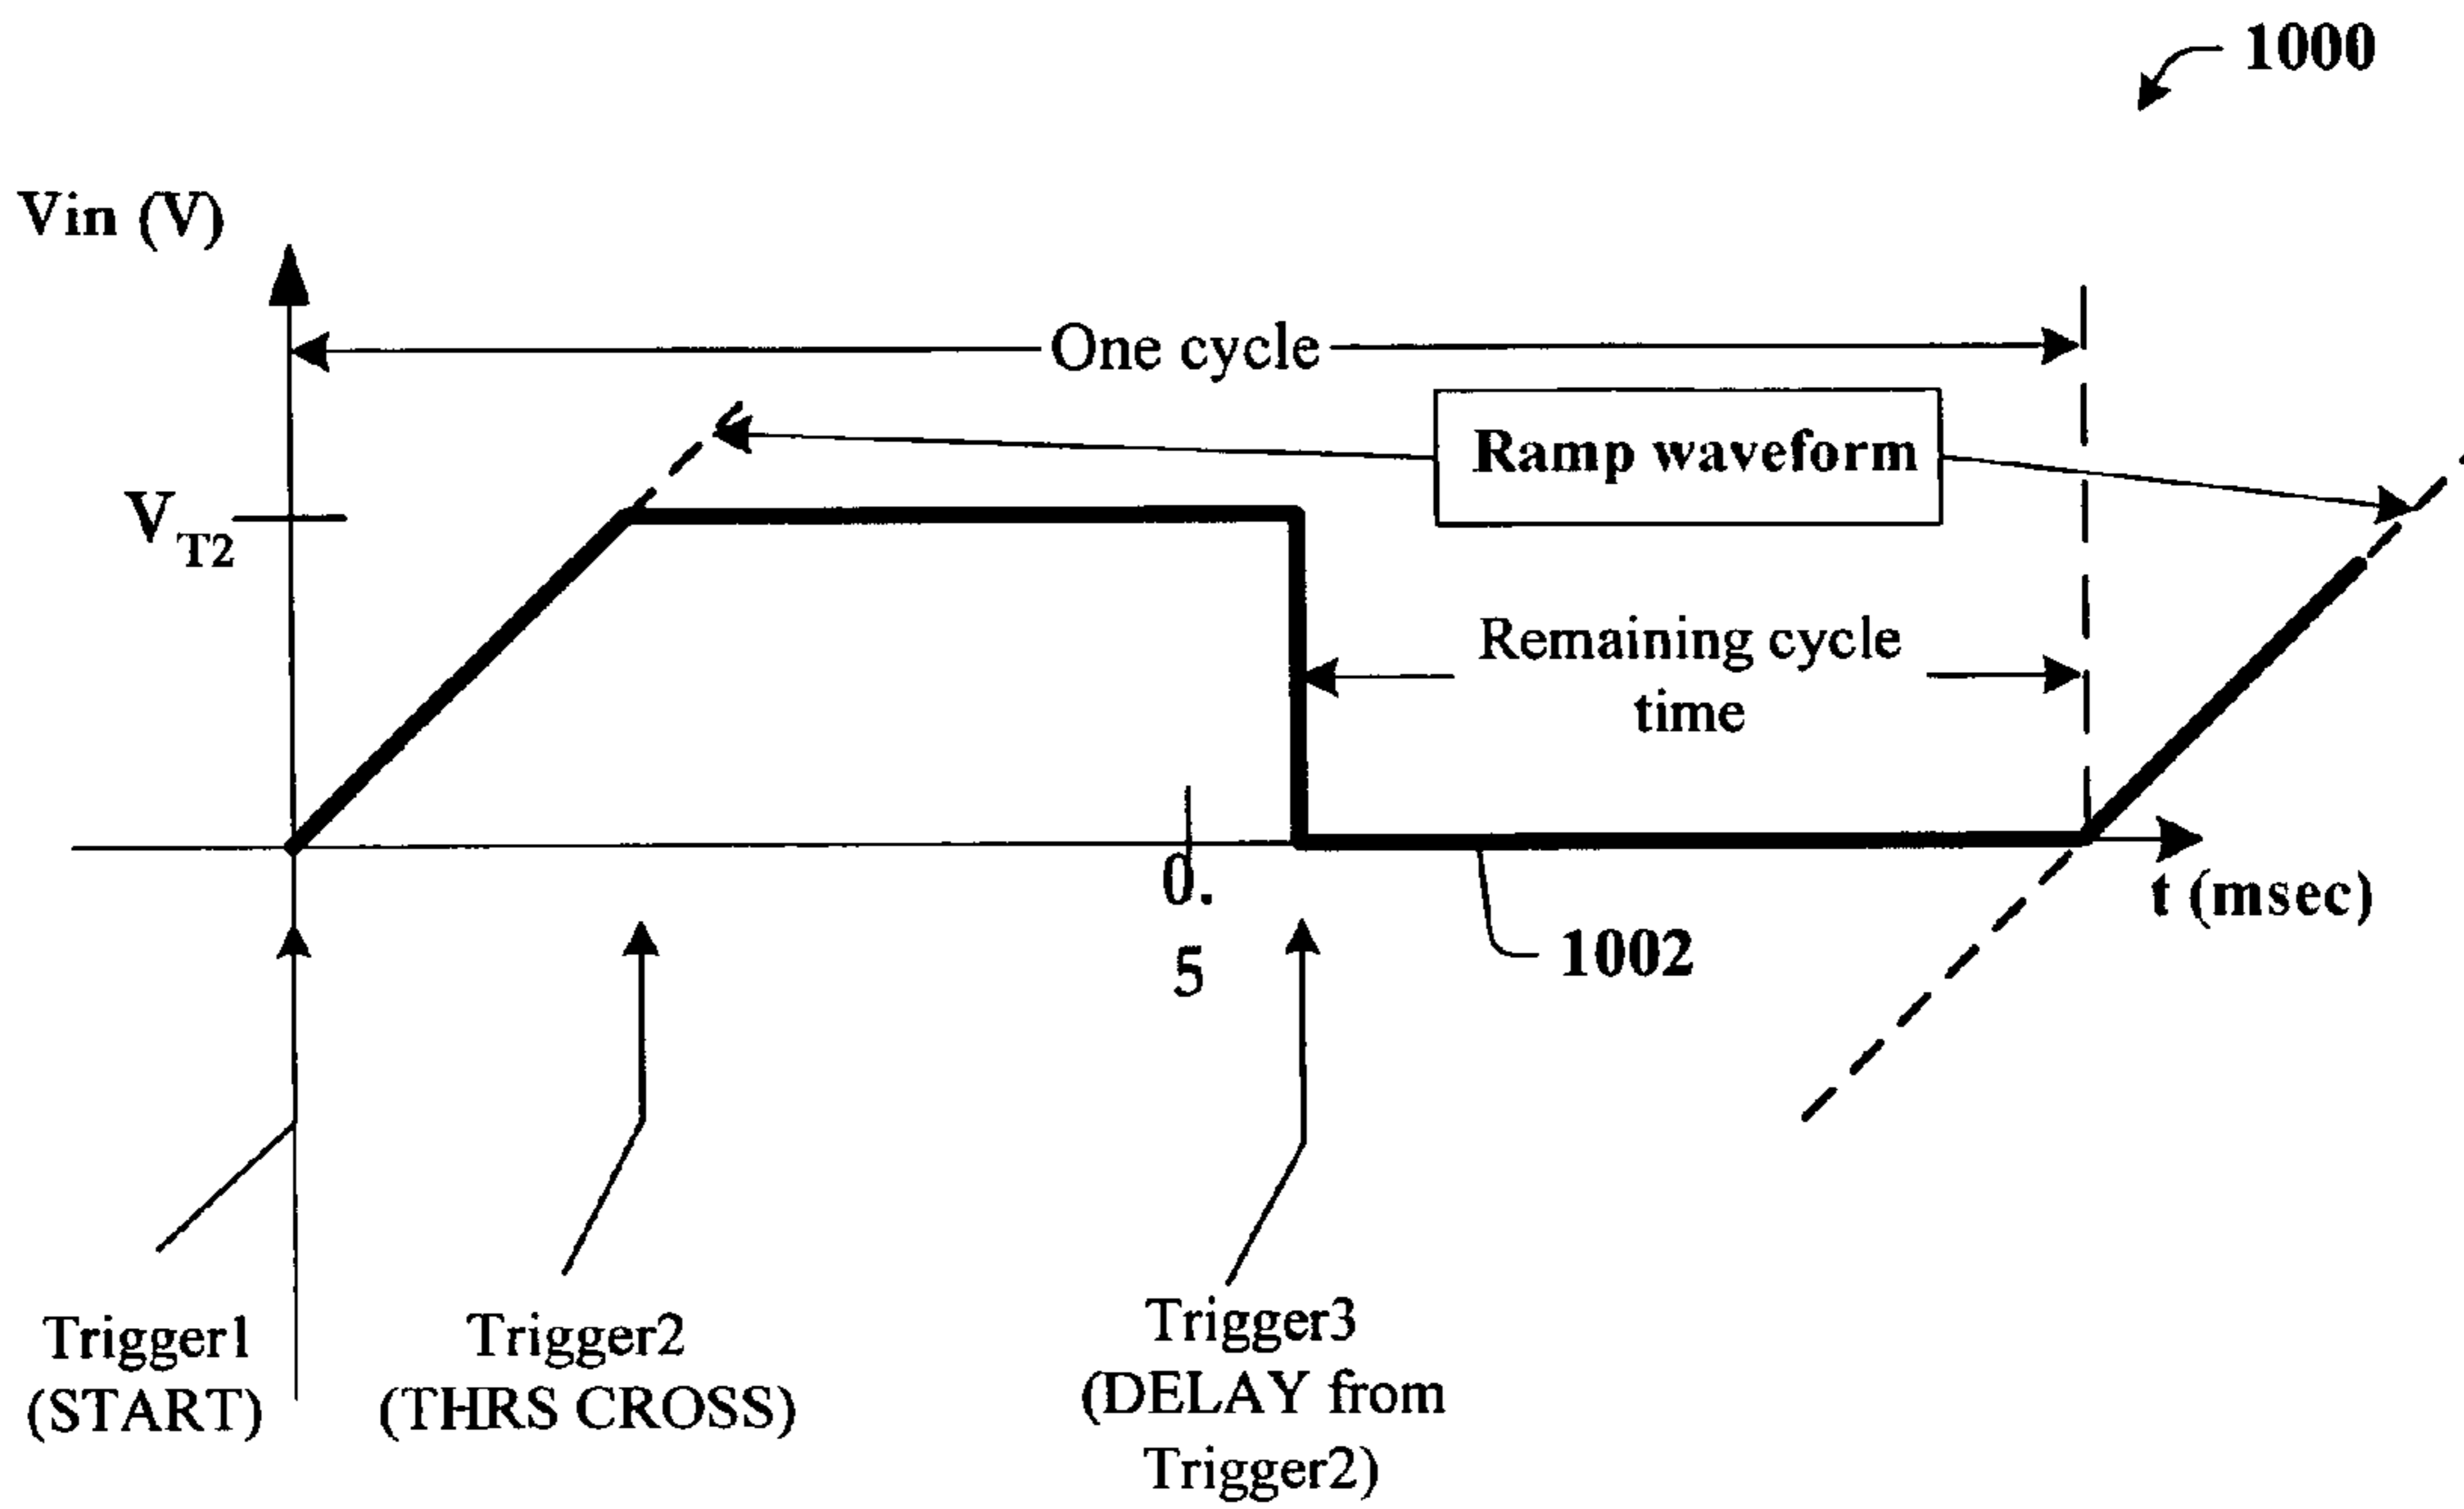 1000
Vin (V)
One cycle
Ramp waveform
V T2
Remaining cycle
time
0.
5
t (msec)
1002
Trigger1
(START)
Trigger2
(THRS CROSS)
Trigger3
(DELAY from
Trigger2)